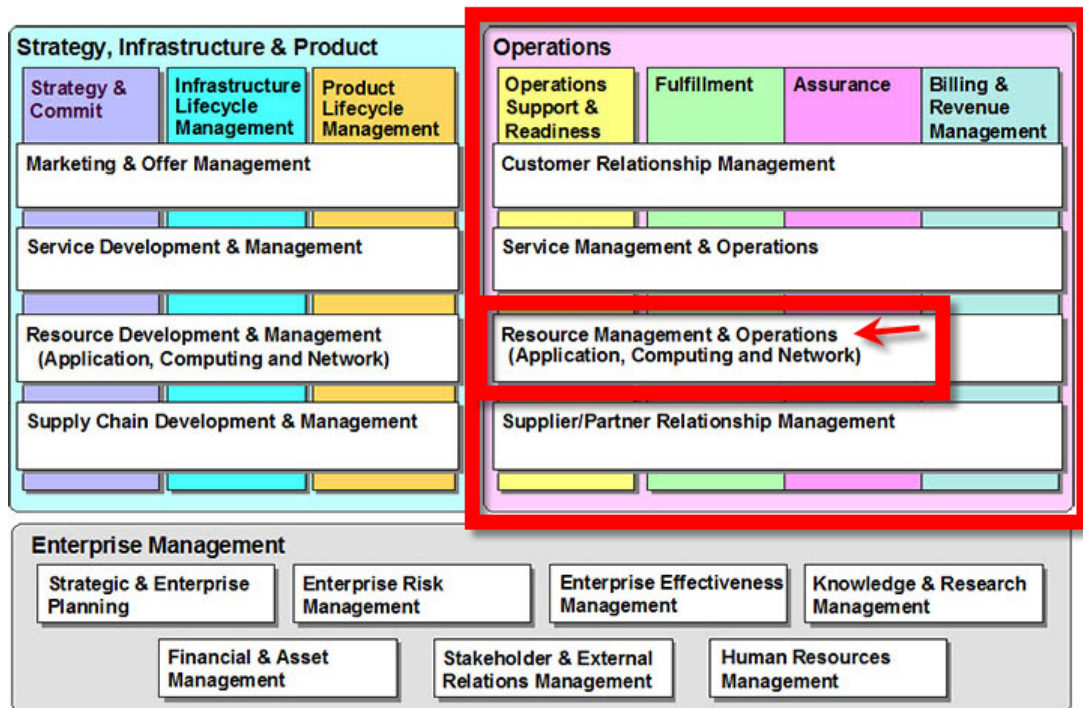 Strategy, Infrastructure & Product
Strategy &
Commit
Infrastructure
Lifecycle
Management
Product
Lifecycle
Management
Marketing & Offer Management
Service Development & Management
Resource Development & Management
(Application, Computing and Network)
Supply Chain Development & Management
Operations
Operations
Support &
Readiness
Fulfillment
Assurance
Billing &
Revenue
Management
Customer Relationship Management
Service Management & Operations
Resource Management & Operations
(Application, Computing and Network)
Supplier/Partner Relationship Management
Enterprise Management
Strategic & Enterprise
Planning
Enterprise Risk
Management
Enterprise Effectiveness
Management
Knowledge & Research
Management
Financial & Asset
Management
Stakeholder & External
Relations Management
Human Resources
Management